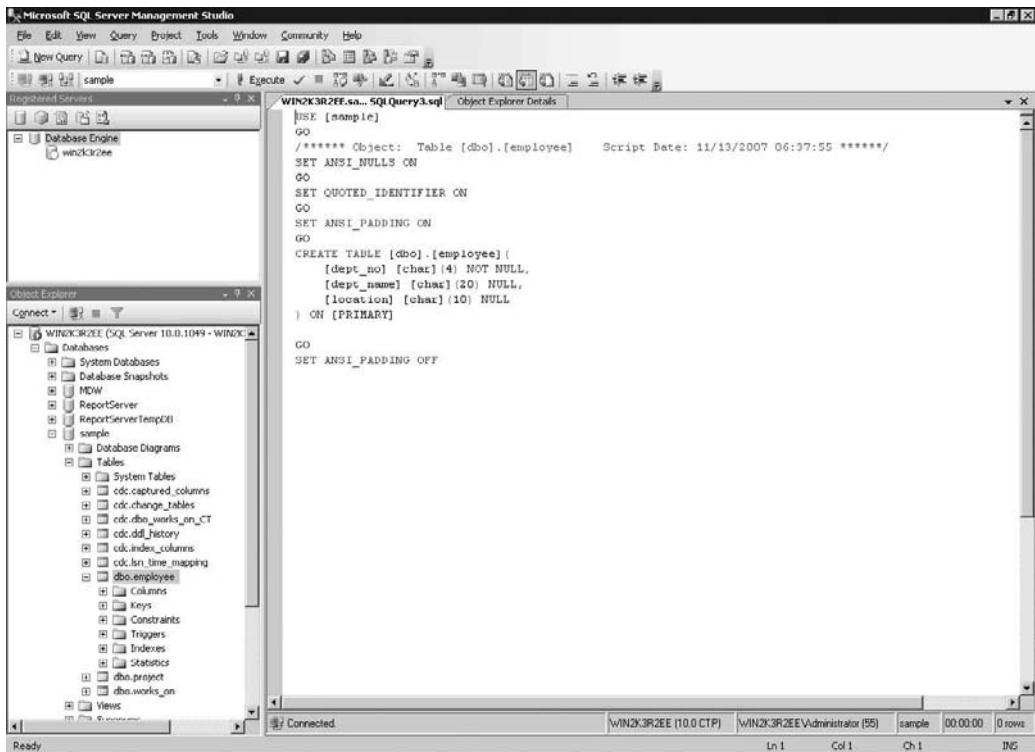 Microsoft SQL Server Management Studio
File Edit View Query Project Tools Window Community Help
New Query
sample
Execute
Registered Servers
Database Engine
win2k3r2ee
Object Explorer
Connect
WIN2K3R2EE (SQL Server 10.0.1049 - WIN2K
Databases
System Databases
Database Snapshots
MDW
ReportServer
ReportServerTempDB
sample
Database Diagrams
Tables
System Tables
cdc.captured_columns
cdc.change_tables
cdc.dbo_works_on_CT
cdc.ddl_history
cdc.index_columns
cdc.lsn_time_mapping
dbo.employee
Columns
Keys
Constraints
Triggers
Indexes
Statistics
dbo.project
dbo.works_on
Views
WIN2K3R2EE.sa... SQLQuery3.sql Object Explorer Details
USE [sample]
GO
/****** Object: Table [dbo].[employee] Script Date: 11/13/2007 06:37:55 ******/
SET ANSI_NULLS ON
GO
SET QUOTED_IDENTIFIER ON
GO
SET ANSI_PADDING ON
GO
CREATE TABLE [dbo].[employee](
[dept_no] [char](4) NOT NULL,
[dept_name] [char](20) NULL,
[location] [char](10) NULL
) ON [PRIMARY]
GO
SET ANSI_PADDING OFF
Connected. WIN2K3R2EE (10.0 CTP) WIN2K3R2EE\Administrator (55) sample 00:00:00 0 rows
Ready Ln 1 Col 1 Ch 1 INS